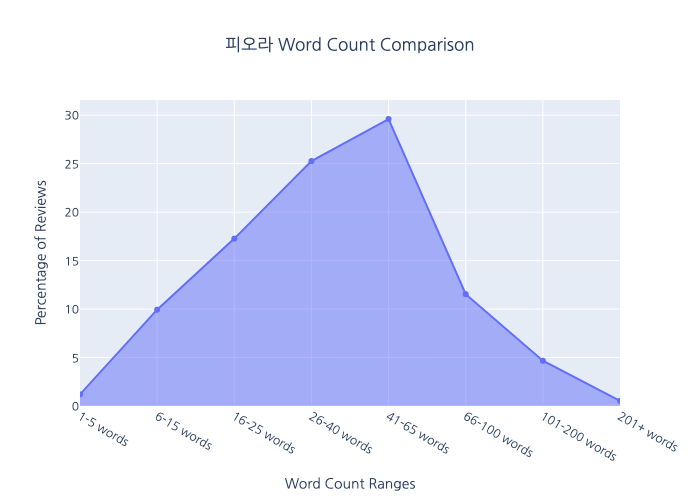 피오라 Word Count Comparison
Percentage of Reviews
30
25
20
15
10
5
0
1-5 words
6-15 words
16-25 words
26-40 words
41-65 words
66-100 words
101-200 words
201+ words
Word Count Ranges